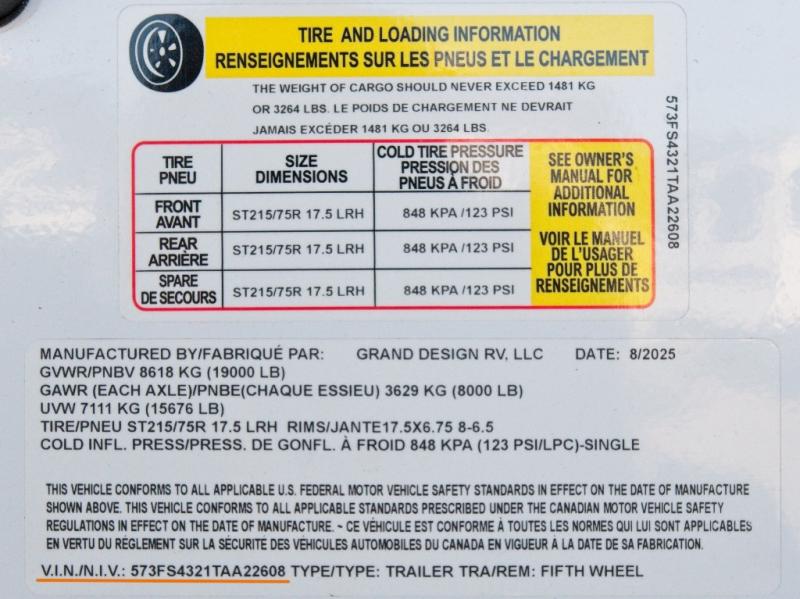 TIRE AND LOADING INFORMATION
RENSEIGNEMENTS SUR LES PNEUS ET LE CHARGEMENT
THE WEIGHT OF CARGO SHOULD NEVER EXCEED 1481 KG
OR 3264 LBS. LE POIDS DE CHARGEMENT NE DEVRAIT
JAMAIS EXCÉDER 1481 KG OU 3264 LBS.
TIRE
PNEU
SIZE
DIMENSIONS
COLD TIRE PRESSURE
PRESSION DES
PNEUS À FROID
FRONT
AVANT
ST215/75R 17.5 LRH
848 KPA /123 PSI
REAR
ARRIÈRE
ST215/75R 17.5 LRH
848 KPA /123 PSI
SPARE
DE SECOURS
ST215/75R 17.5 LRH
848 KPA /123 PSI
SEE OWNER'S
MANUAL FOR
ADDITIONAL
INFORMATION
VOIR LE MANUEL
DE L'USAGER
POUR PLUS DE
RENSEIGNEMENTS
573FS4321TAA22608
MANUFACTURED BY/FABRIQUÉ PAR: GRAND DESIGN RV, LLC DATE: 8/2025
GVWR/PNBV 8618 KG (19000 LB)
GAWR (EACH AXLE)/PNBE(CHAQUE ESSIEU) 3629 KG (8000 LB)
UVW 7111 KG (15676 LB)
TIRE/PNEU ST215/75R 17.5 LRH RIMS/JANTE17.5X6.75 8-6.5
COLD INFL. PRESS/PRESS. DE GONFL. À FROID 848 KPA (123 PSI/LPC)-SINGLE
THIS VEHICLE CONFORMS TO ALL APPLICABLE U.S. FEDERAL MOTOR VEHICLE SAFETY STANDARDS IN EFFECT ON THE DATE OF MANUFACTURE
SHOWN ABOVE. THIS VEHICLE CONFORMS TO ALL APPLICABLE STANDARDS PRESCRIBED UNDER THE CANADIAN MOTOR VEHICLE SAFETY
REGULATIONS IN EFFECT ON THE DATE OF MANUFACTURE. ~ CE VÉHICULE EST CONFORME À TOUTES LES NORMES QUI LUI SONT APPLICABLES
EN VERTU DU RÉGLEMENT SUR LA SÉCURITÉ DES VÉHICULES AUTOMOBILES DU CANADA EN VIGUEUR À LA DATE DE SA FABRICATION.
V.I.N./N.I.V.: 573FS4321TAA22608 TYPE/TYPE: TRAILER TRA/REM: FIFTH WHEEL